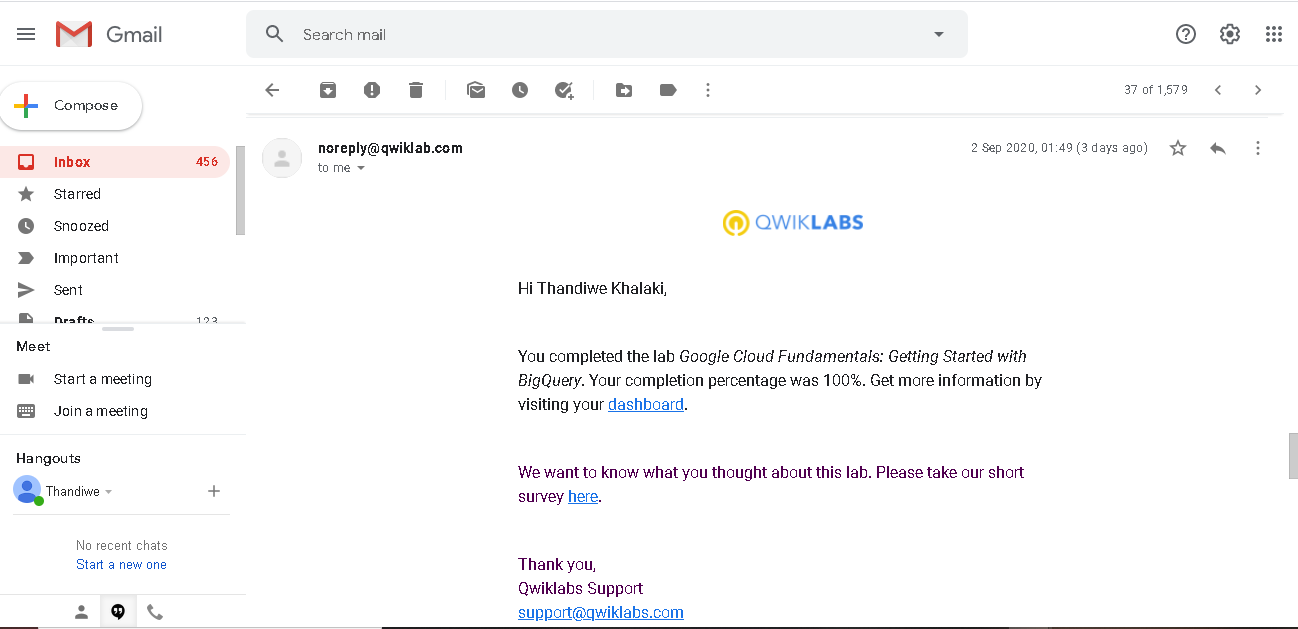 Gmail
Search mail
Compose
37 of 1,579
Inbox 456
Starred
Snoozed
Important
Sent
Drafts 123
Meet
Start a meeting
Join a meeting
Hangouts
Thandiwe
No recent chats
Start a new one
noreply@qwiklab.com
2 Sep 2020, 01:49 (3 days ago)
to me
QWIKLABS
Hi Thandiwe Khalaki,
You completed the lab Google Cloud Fundamentals: Getting Started with
BigQuery. Your completion percentage was 100%. Get more information by
visiting your dashboard.
We want to know what you thought about this lab. Please take our short
survey here.
Thank you,
Qwiklabs Support
support@qwiklabs.com